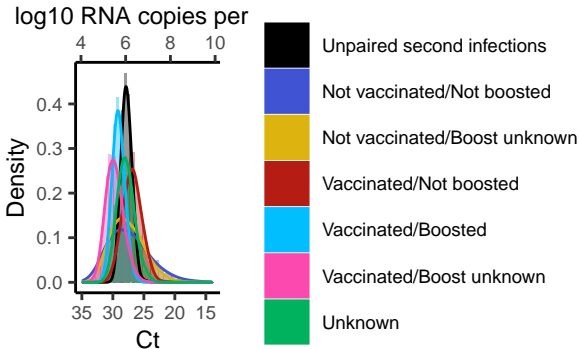 log10 RNA copies per
4 6 8 10
0.4
0.3
0.2
0.1
0.0
Density
35 30 25 20 15
Ct
Unpaired second infections
Not vaccinated/Not boosted
Not vaccinated/Boost unknown
Vaccinated/Not boosted
Vaccinated/Boosted
Vaccinated/Boost unknown
Unknown